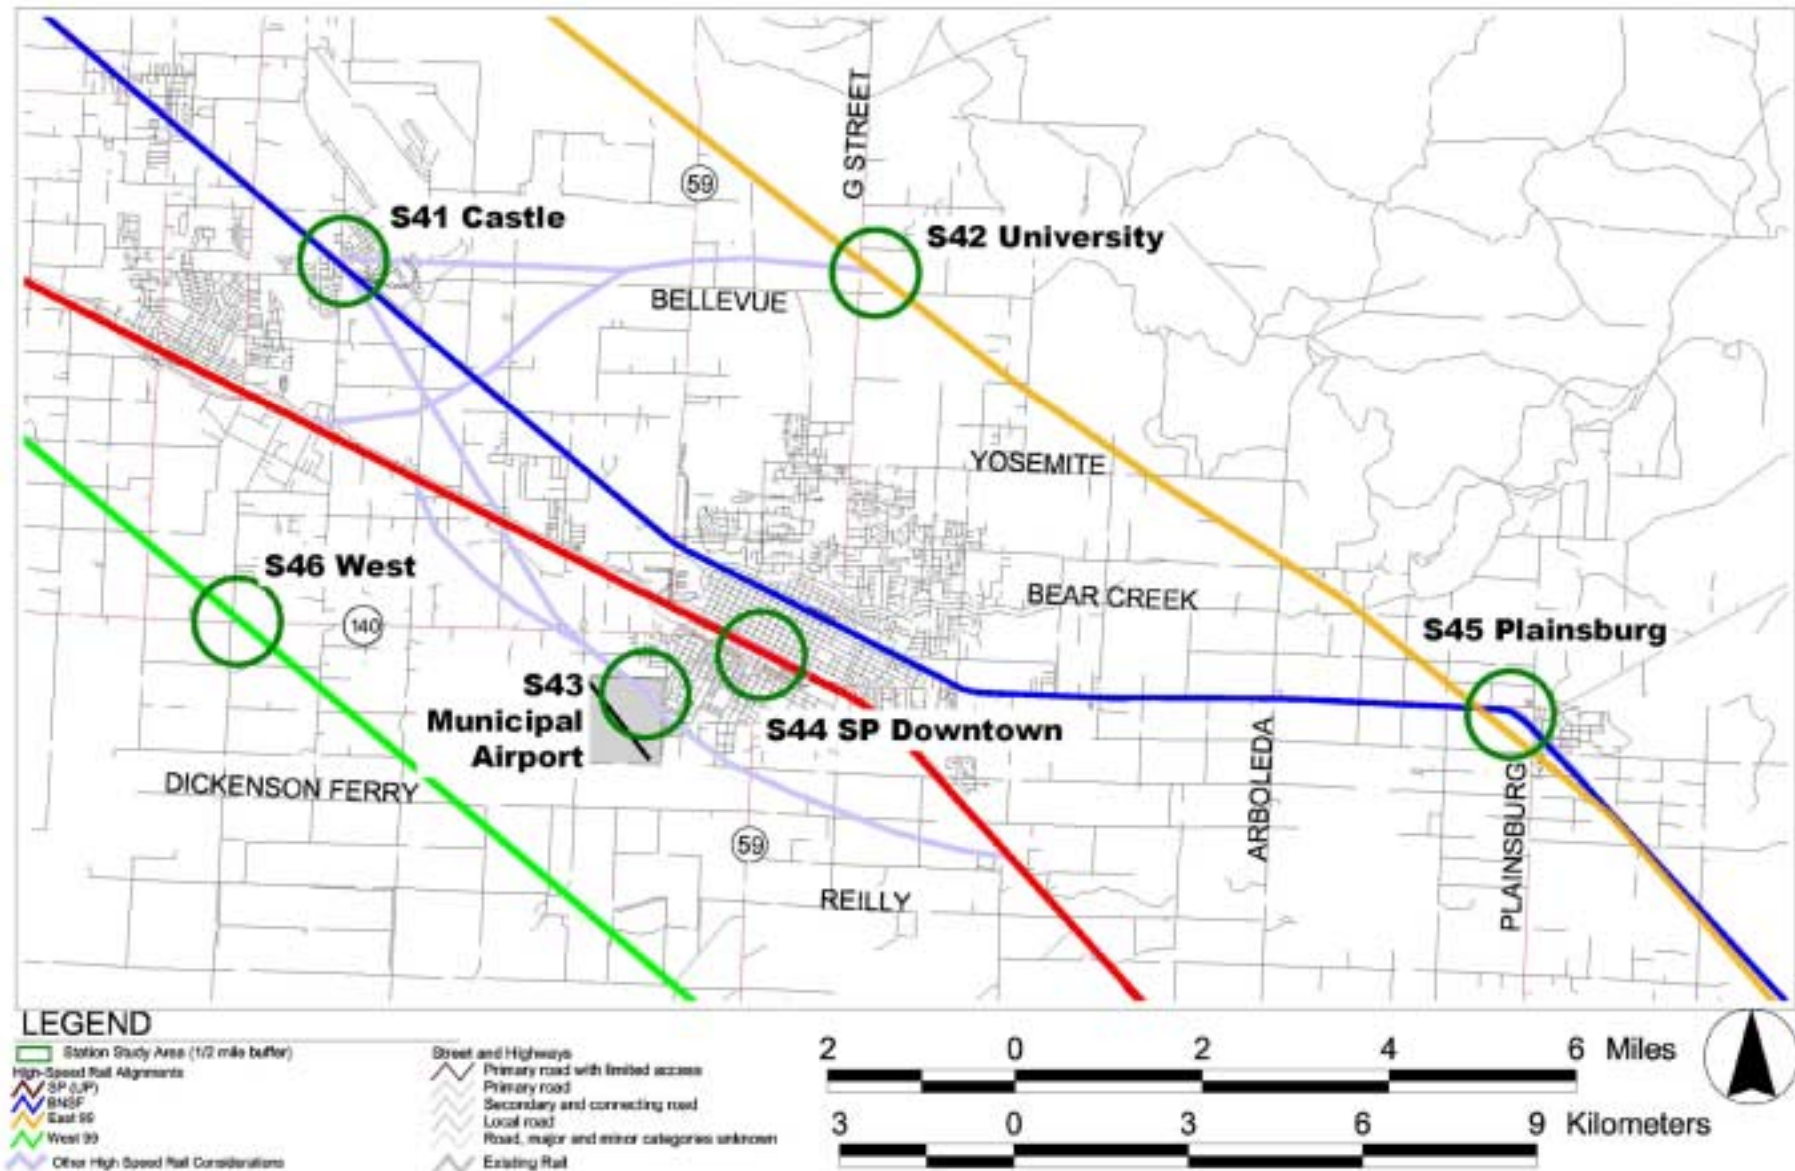 G STREET
59
S41 Castle
S42 University
BELLEVUE
YOSEMITE
S46 West
140
BEAR CREEK
S45 Plainsburg
S43
Municipal
Airport
S44 SP Downtown
DICKENSON FERRY
ARBOLEDA
PLAINSBURG
59
REILLY
LEGEND
Station Study Area (1/2 mile buffer)
High-Speed Rail Alignments
SP (UP)
BNSF
East 99
West 99
Other High Speed Rail Considerations
Street and Highways
Primary road with limited access
Primary road
Secondary and connecting road
Local road
Road, major and minor categories unknown
Existing Rail
2 0 2 4 6 Miles
3 0 3 6 9 Kilometers